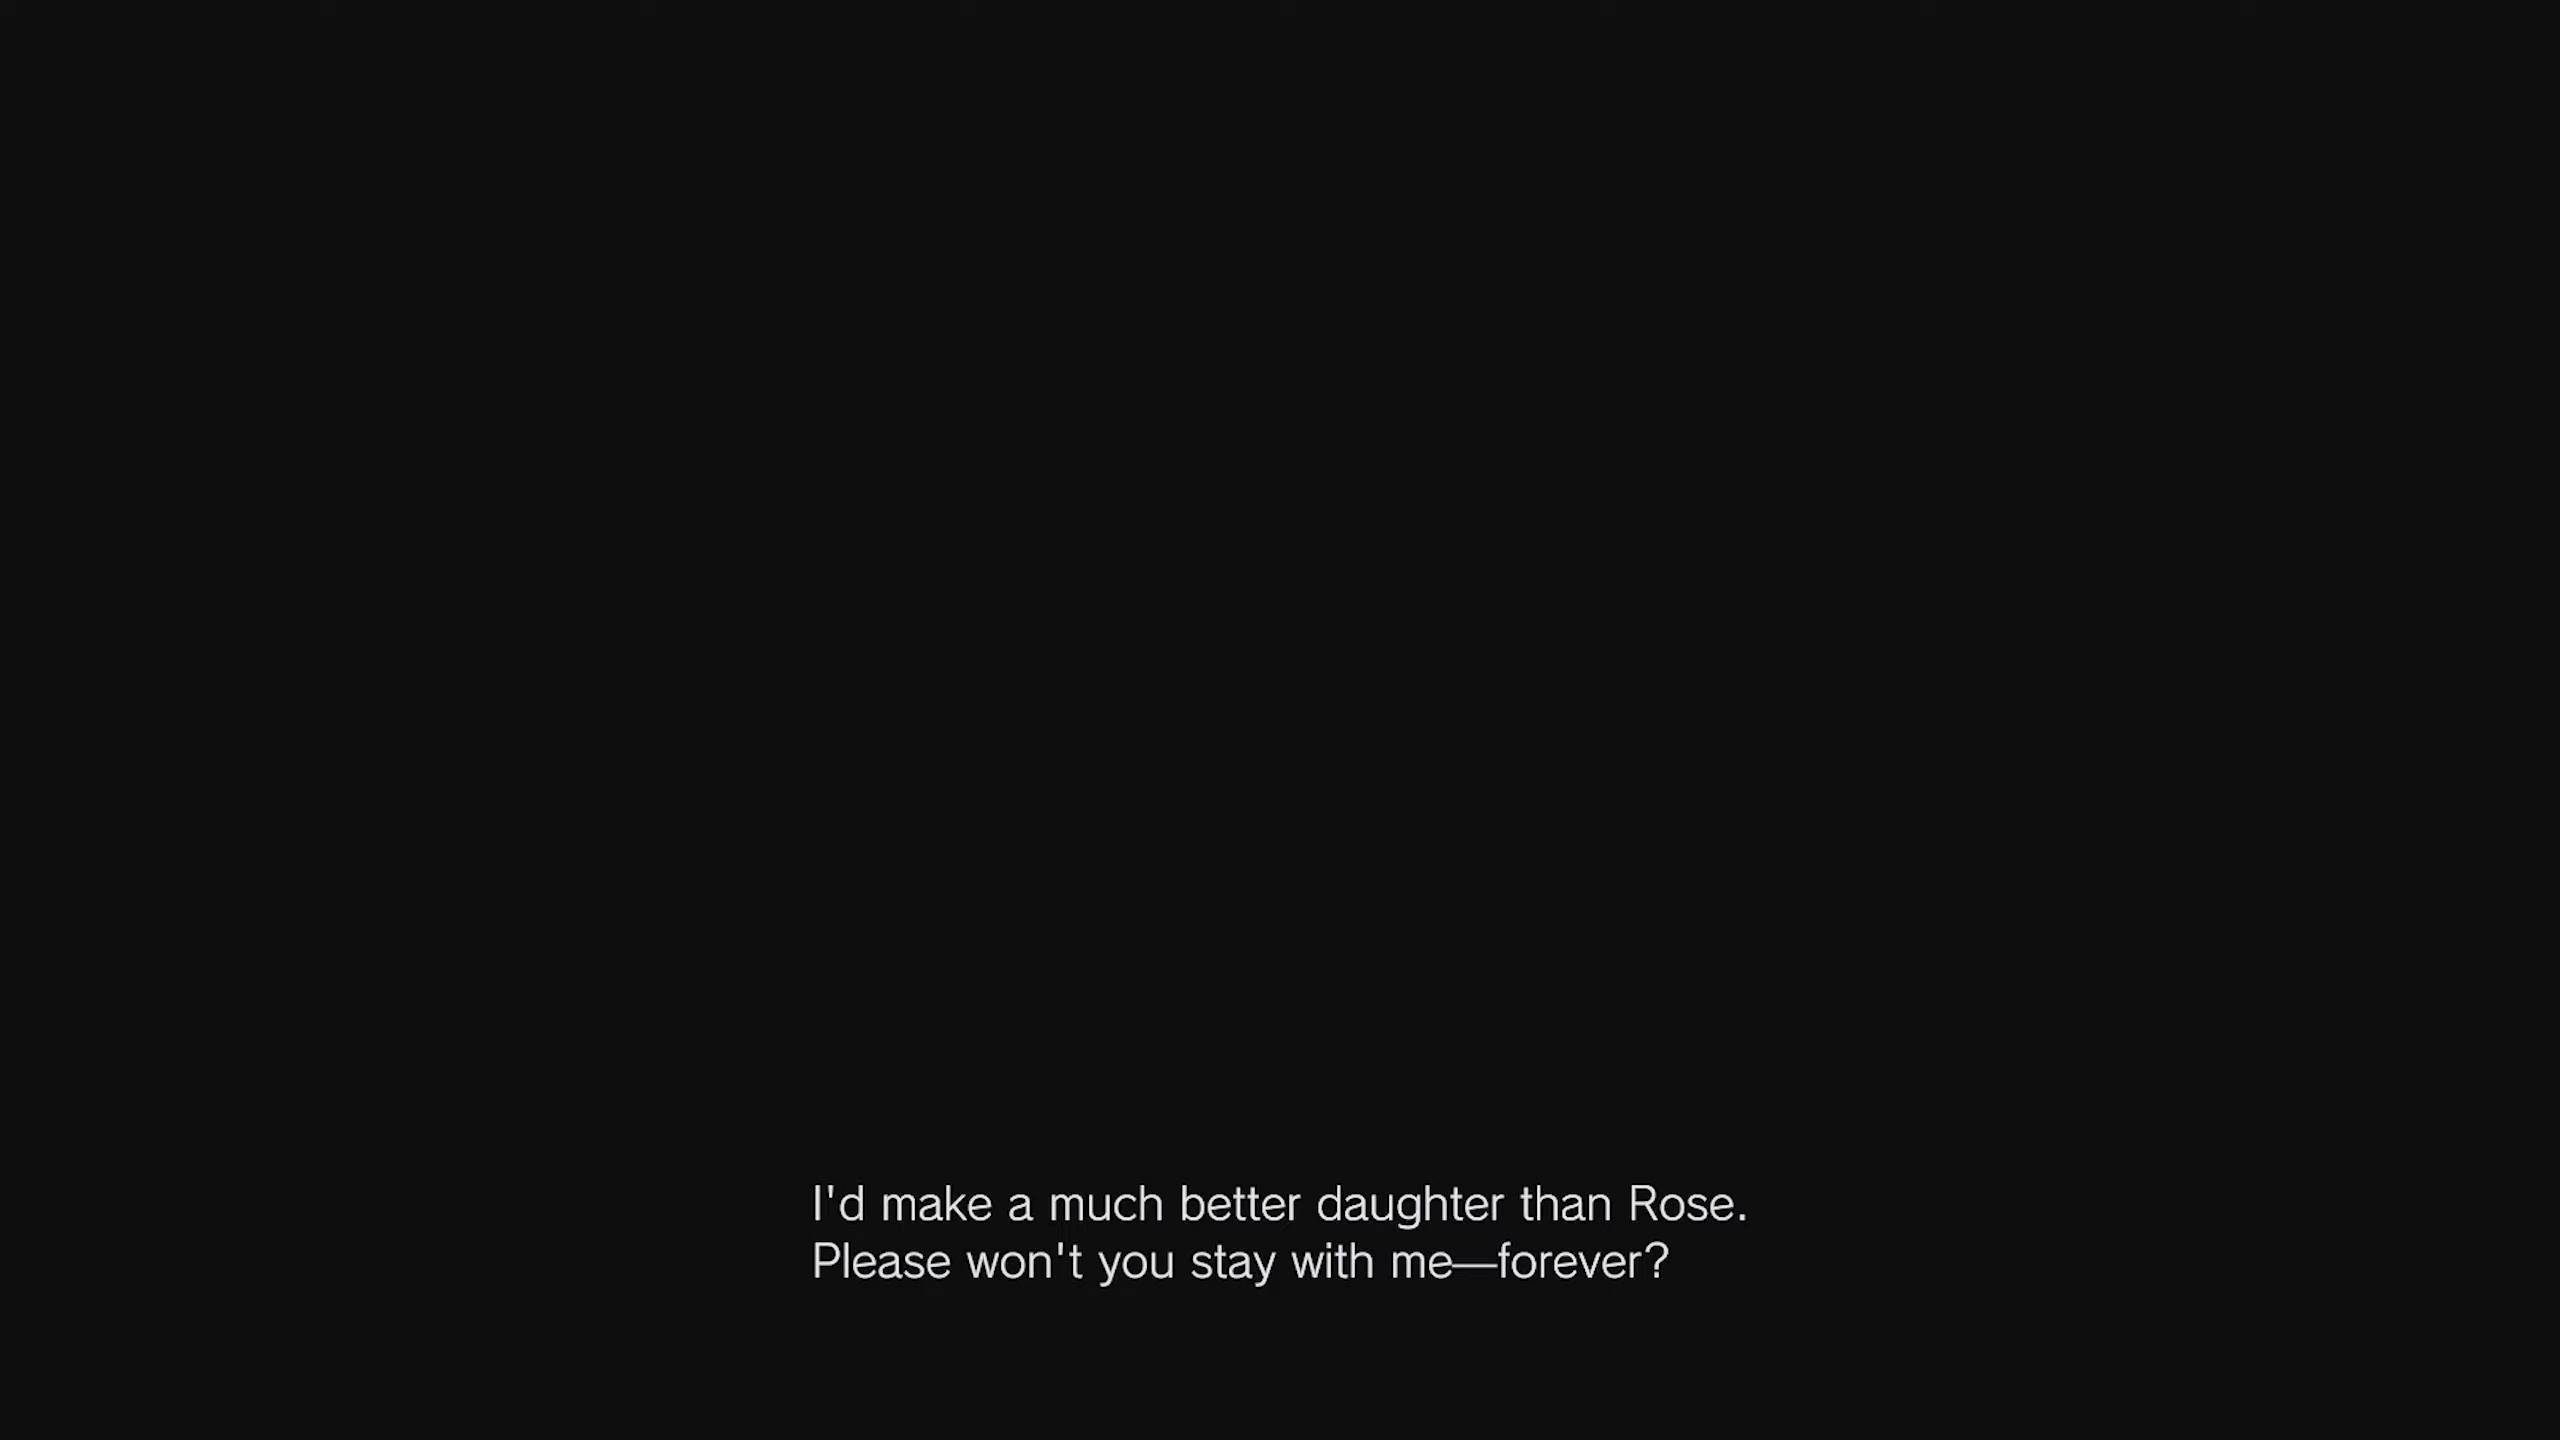 I'd make a much better daughter than Rose.
Please won't you stay with me—forever?